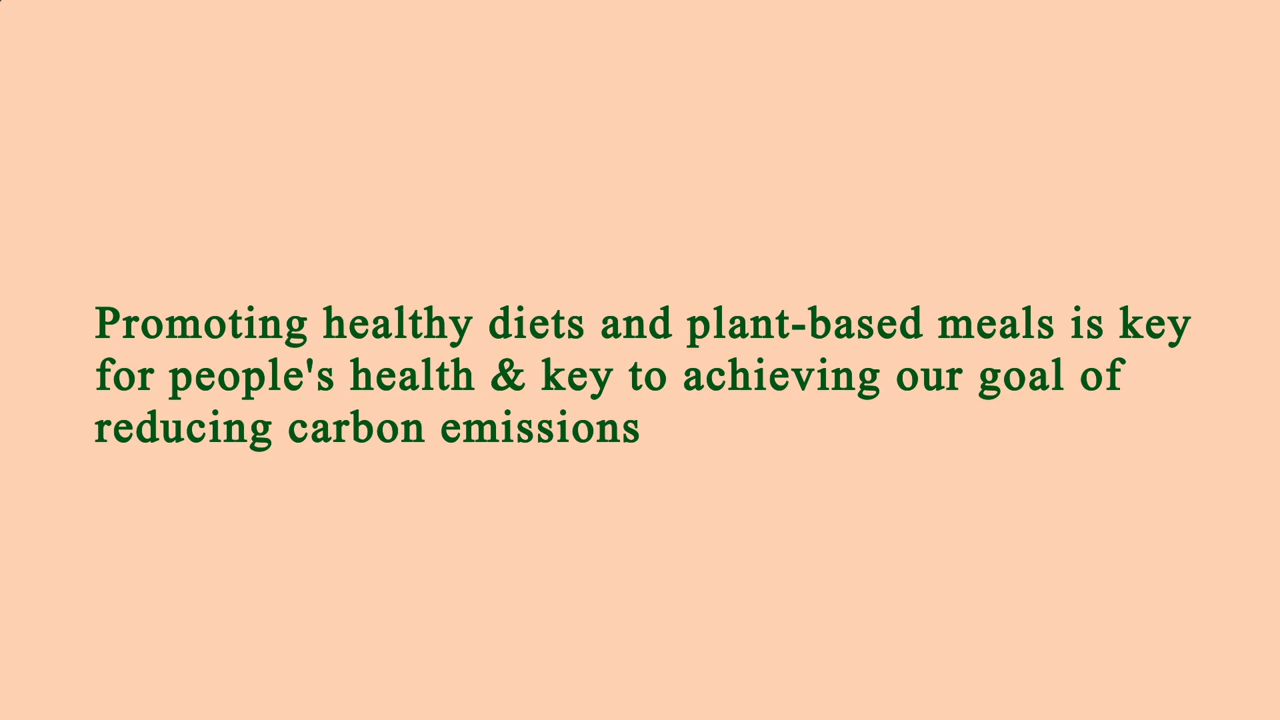 Promoting healthy diets and plant-based meals is key
for people's health & key to achieving our goal of
reducing carbon emissions